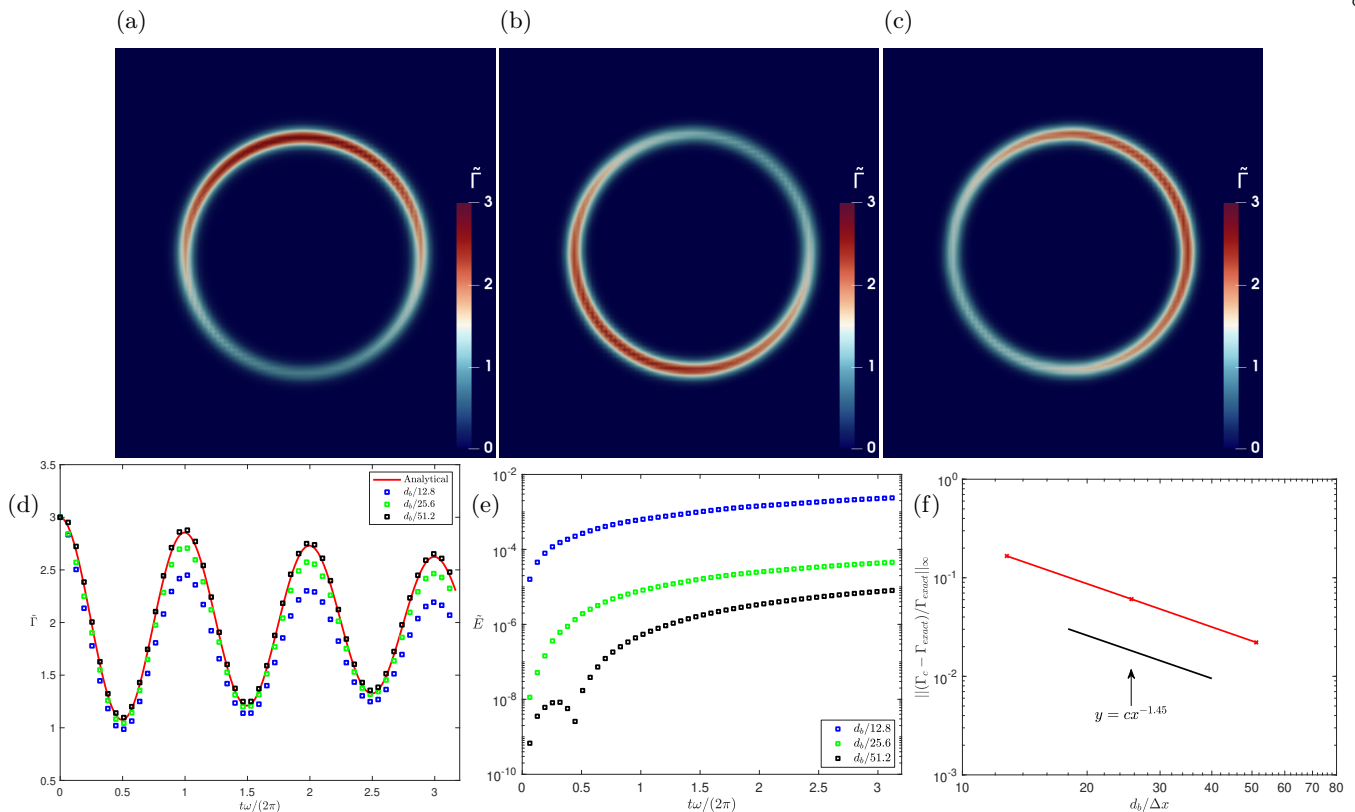 (a) (b) (c)
Γ̃ Γ̃ Γ̃
3 3 3
2 2 2
1 1 1
0 0 0
(d)
3.5
3
2.5
2
1.5
1
0.5
Γ̃
0 0.5 1 1.5 2 2.5 3
tω/(2π)
Analytical
d_b/12.8
d_b/25.6
d_b/51.2
(e)
10^-2
10^-4
10^-6
10^-8
10^-10
Ẽ
0 0.5 1 1.5 2 2.5 3
tω/(2π)
d_b/12.8
d_b/25.6
d_b/51.2
(f)
10^0
10^-1
10^-2
10^-3
||(Γ_c − Γ_exact)/Γ_exact||_∞
y = cx^-1.45
10 20 30 40 50 60 70 80
d_b/Δx